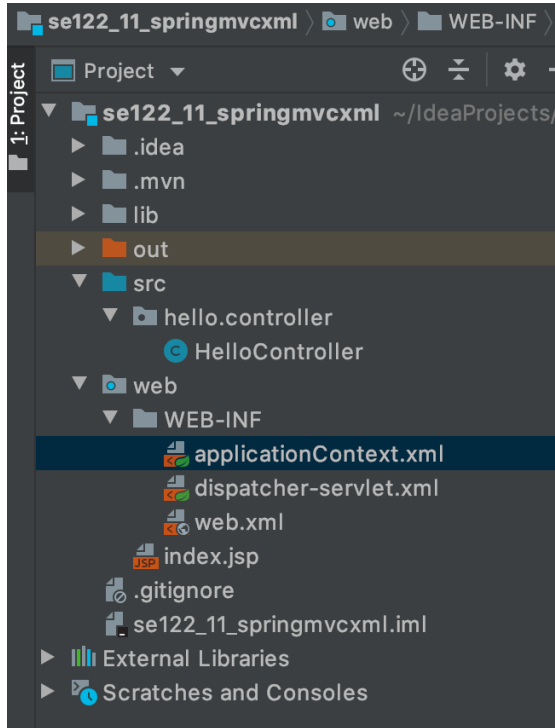 se122_11_springmvcxml web WEB-INF
1: Project
Project
se122_11_springmvcxml ~/IdeaProjects/
.idea
.mvn
lib
out
src
hello.controller
C HelloController
web
WEB-INF
applicationContext.xml
dispatcher-servlet.xml
web.xml
JSP index.jsp
.gitignore
se122_11_springmvcxml.iml
External Libraries
Scratches and Consoles